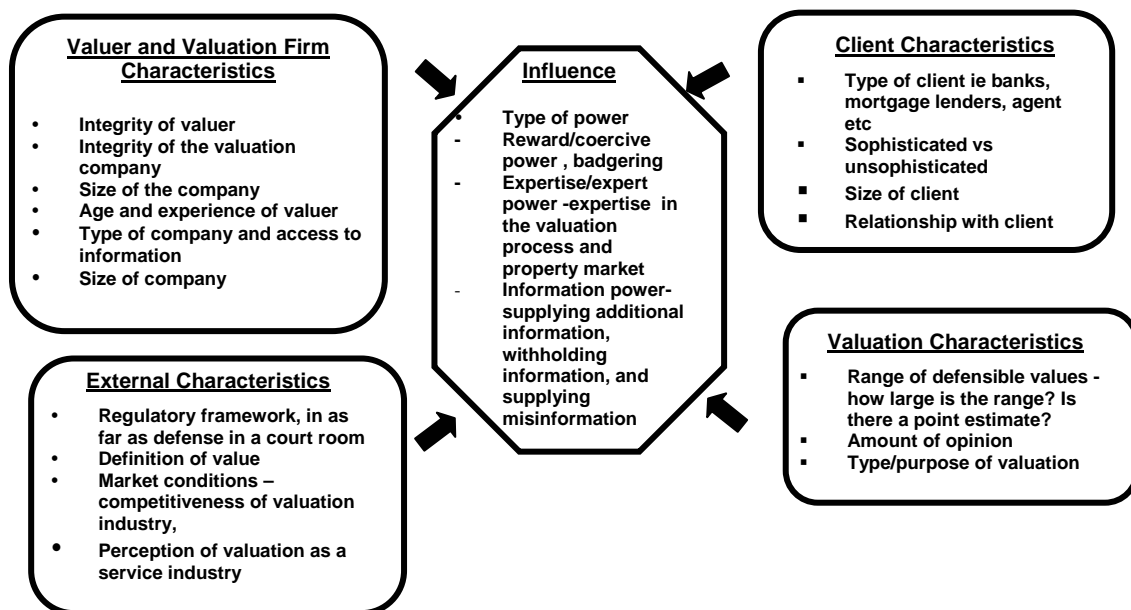 Valuer and Valuation Firm
Characteristics
• Integrity of valuer
• Integrity of the valuation
company
• Size of the company
• Age and experience of valuer
• Type of company and access to
information
• Size of company
External Characteristics
• Regulatory framework, in as
far as defense in a court room
• Definition of value
• Market conditions –
competitiveness of valuation
industry,
• Perception of valuation as a
service industry
Influence
• Type of power
- Reward/coercive
power , badgering
- Expertise/expert
power -expertise in
the valuation
process and
property market
- Information power-
supplying additional
information,
withholding
information, and
supplying
misinformation
Client Characteristics
▪ Type of client ie banks,
mortgage lenders, agent
etc
▪ Sophisticated vs
unsophisticated
▪ Size of client
▪ Relationship with client
Valuation Characteristics
▪ Range of defensible values -
how large is the range? Is
there a point estimate?
▪ Amount of opinion
▪ Type/purpose of valuation